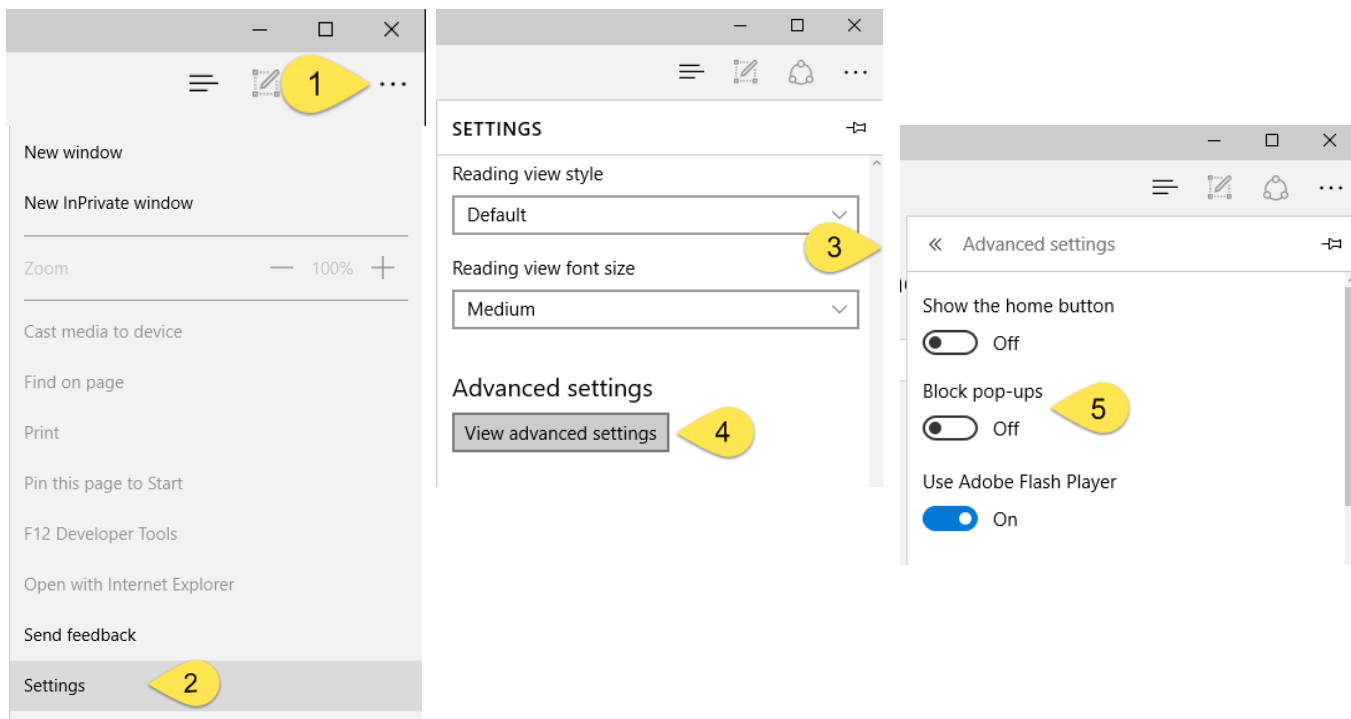 1
New window
New InPrivate window
Zoom 100%
Cast media to device
Find on page
Print
Pin this page to Start
F12 Developer Tools
Open with Internet Explorer
Send feedback
Settings 2
SETTINGS
Reading view style
Default
3
Reading view font size
Medium
Advanced settings
View advanced settings 4
Advanced settings
Show the home button
Off
Block pop-ups
5
Off
Use Adobe Flash Player
On